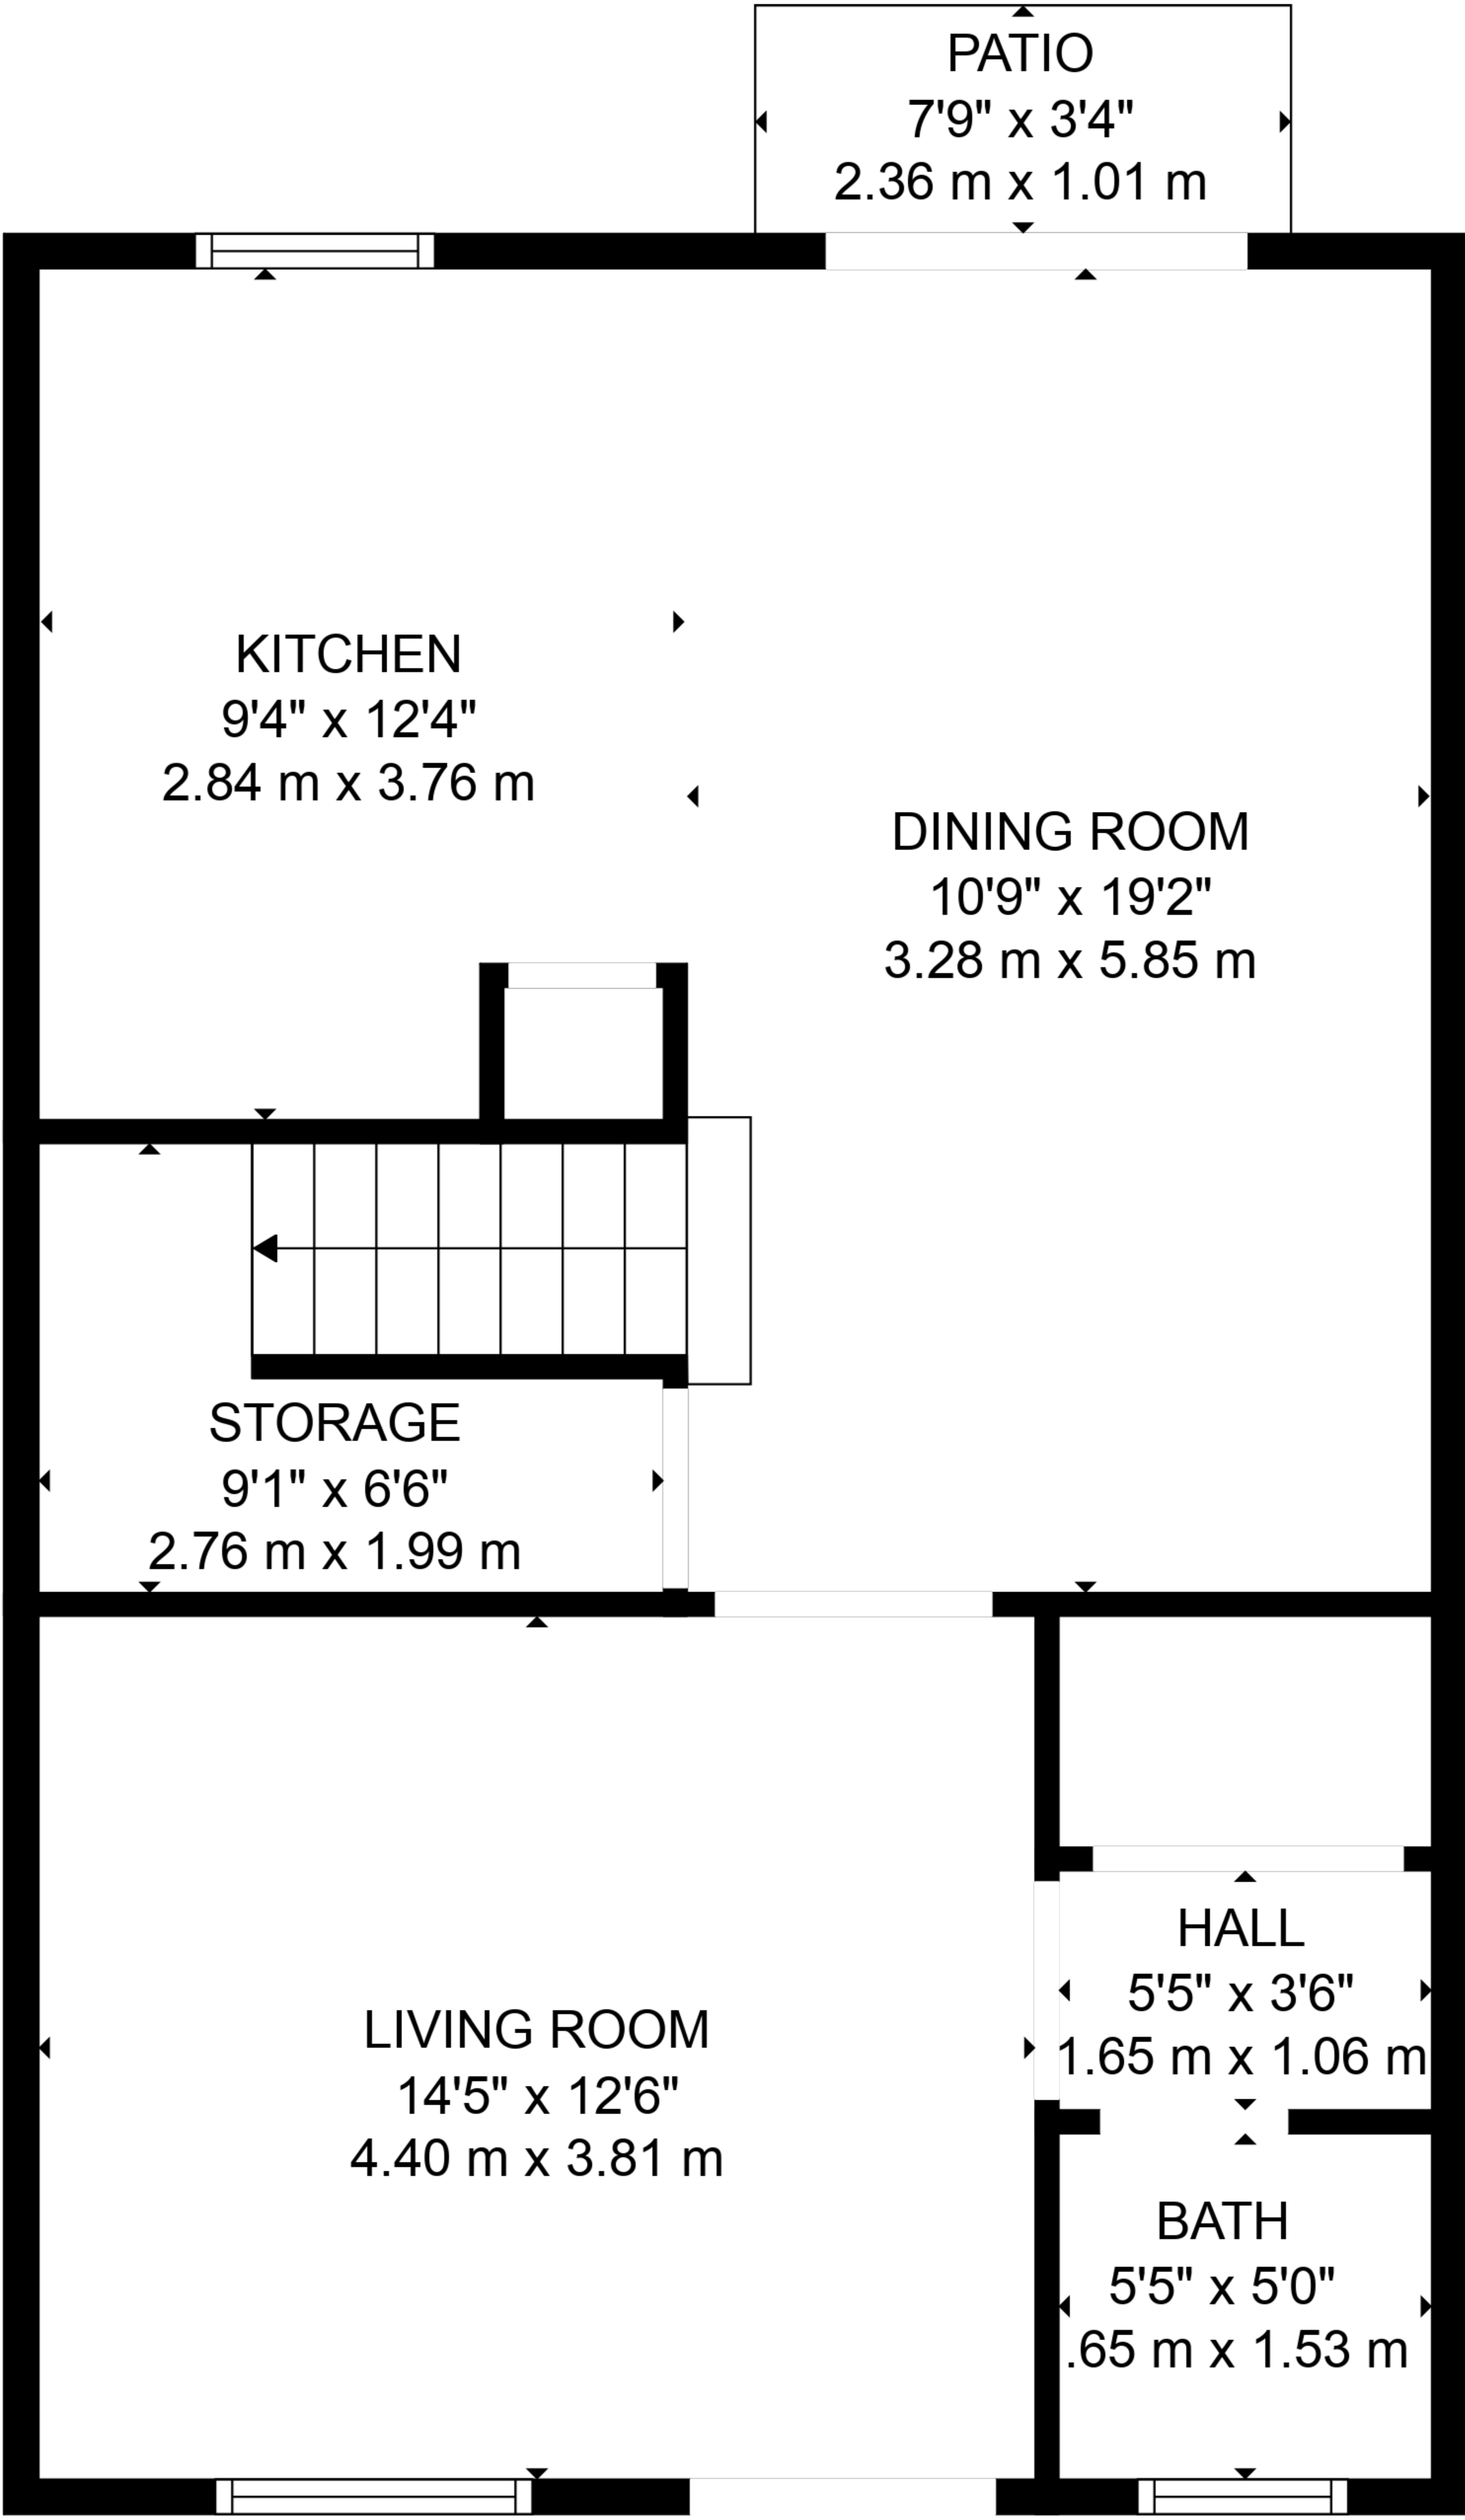 PATIO
7'9" x 3'4"
2.36 m x 1.01 m
KITCHEN
9'4" x 12'4"
2.84 m x 3.76 m
DINING ROOM
10'9" x 19'2"
3.28 m x 5.85 m
STORAGE
9'1" x 6'6"
2.76 m x 1.99 m
HALL
5'5" x 3'6"
1.65 m x 1.06 m
LIVING ROOM
14'5" x 12'6"
4.40 m x 3.81 m
BATH
5'5" x 5'0"
.65 m x 1.53 m